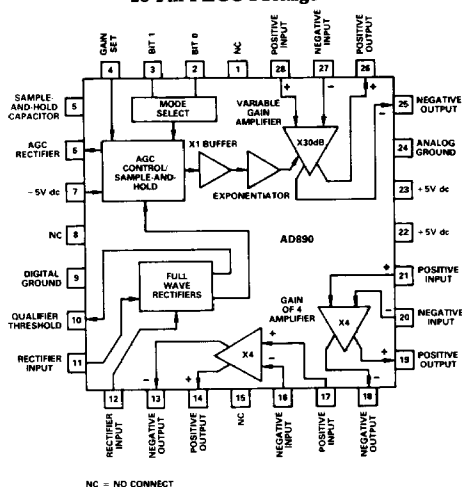 GAIN SET
BIT 1
BIT 0
NC
POSITIVE INPUT
NEGATIVE INPUT
POSITIVE OUTPUT
4
3
2
1
28
27
26
SAMPLE-
AND-HOLD
CAPACITOR
5
MODE
SELECT
VARIABLE
GAIN
AMPLIFIER
+
-
+
-
25
NEGATIVE
OUTPUT
AGC
RECTIFIER
6
AGC
CONTROL/
SAMPLE-AND-
HOLD
X1 BUFFER
X30dB
24
ANALOG
GROUND
-5V dc
7
EXPONENTIATOR
23
+5V dc
NC
8
AD890
22
+5V dc
DIGITAL
GROUND
9
FULL
WAVE
RECTIFIERS
+
21
POSITIVE
INPUT
QUALIFIER
THRESHOLD
10
GAIN
OF 4
AMPLIFIER
-
20
NEGATIVE
INPUT
RECTIFIER
INPUT
11
X4
X4
+
19
POSITIVE
OUTPUT
-
+
+
-
-
12
13
14
15
16
17
18
RECTIFIER INPUT
NEGATIVE OUTPUT
POSITIVE OUTPUT
NC
NEGATIVE INPUT
POSITIVE INPUT
NEGATIVE OUTPUT
NC = NO CONNECT